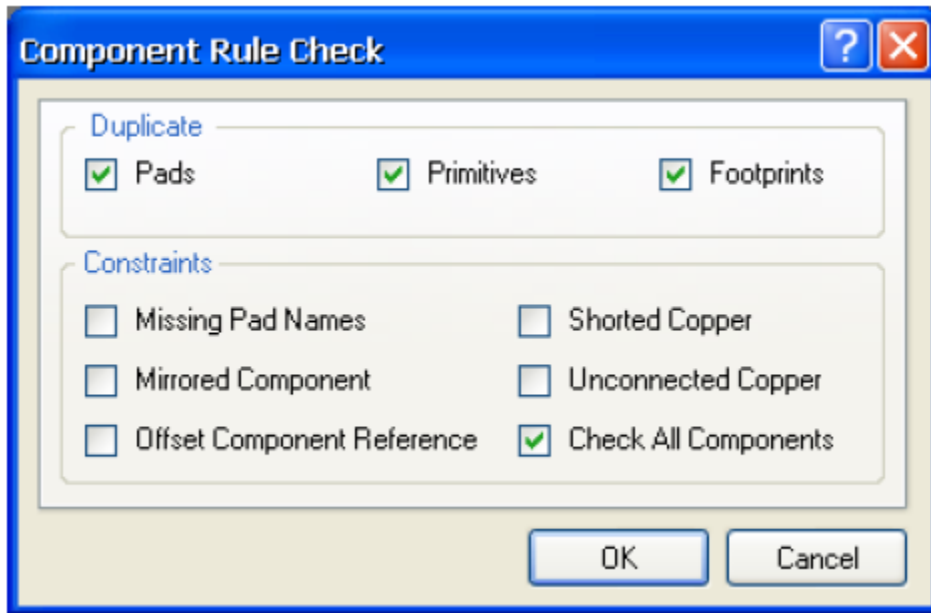 Component Rule Check ?
Duplicate
Pads Primitives Footprints
Constraints
Missing Pad Names Shorted Copper
Mirrored Component Unconnected Copper
Offset Component Reference Check All Components
OK Cancel